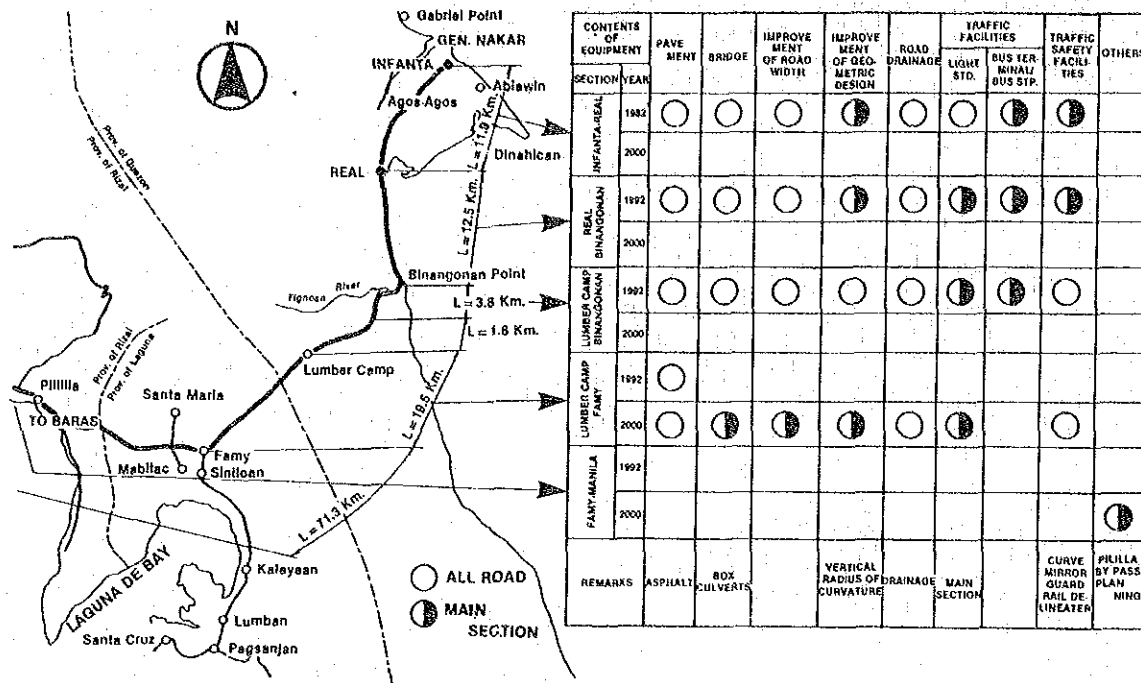 N
Gabriel Point
GEN. NAKAR
INFANTA
Abiawin
Agos-Agos
Dinahican
REAL
Prov. of Quezon
Prov. of Rizal
L = 11.9 Km.
L = 12.5 Km.
Binangonan Point
Tignoan River
L = 3.8 Km.
L = 1.6 Km.
Lumber Camp
L = 19.5 Km.
Prov. of Rizal
Prov. of Laguna
Pililla
TO BARAS
Santa Maria
Famy
Mabitac
Siniloan
L = 71.3 Km.
LAGUNA DE BAY
Kalayaan
Lumban
Santa Cruz
Pagsanjan
ALL ROAD
MAIN
SECTION
CONTENTS
OF
EQUIPMENT
PAVE
MENT
BRIDGE
IMPROVE
MENT
OF ROAD
WIDTH
IMPROVE
MENT
OF GEO-
METRIC
DESIGN
ROAD
DRAINAGE
TRAFFIC
FACILITIES
LIGHT
STD.
BUS TER-
MINAL/
BUS STP.
TRAFFIC
SAFETY
FACILI-
TIES
OTHERS
SECTION
YEAR
INFANTA-REAL
1982
2000
REAL
BINANGONAN
1992
2000
LUMBER CAMP
BINANGONAN
1992
2000
LUMBER CAMP
FAMY
1992
2000
FAMY-MANILA
1992
2000
REMARKS
ASPHALT
BOX
CULVERTS
VERTICAL
RADIUS OF
CURVATURE
DRAINAGE
MAIN
SECTION
CURVE
MIRROR
GUARD
RAIL DE-
LINEATER
PILILLA
BY PASS
PLAN
NING